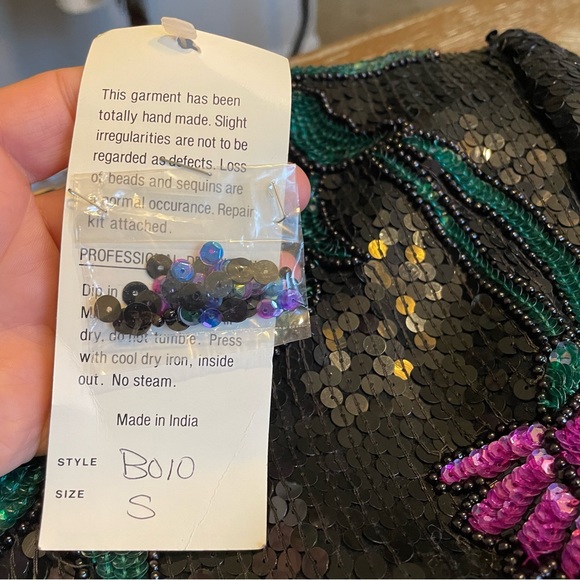 This garment has been
totally hand made. Slight
irregularities are not to be
regarded as defects. Loss
of beads and sequins are
a normal occurance. Repair
kit attached.
PROFESSIONAL
Dip in
dry, do not tumble. Press
with cool dry iron, inside
out. No steam.
Made in India
STYLE B010
SIZE S